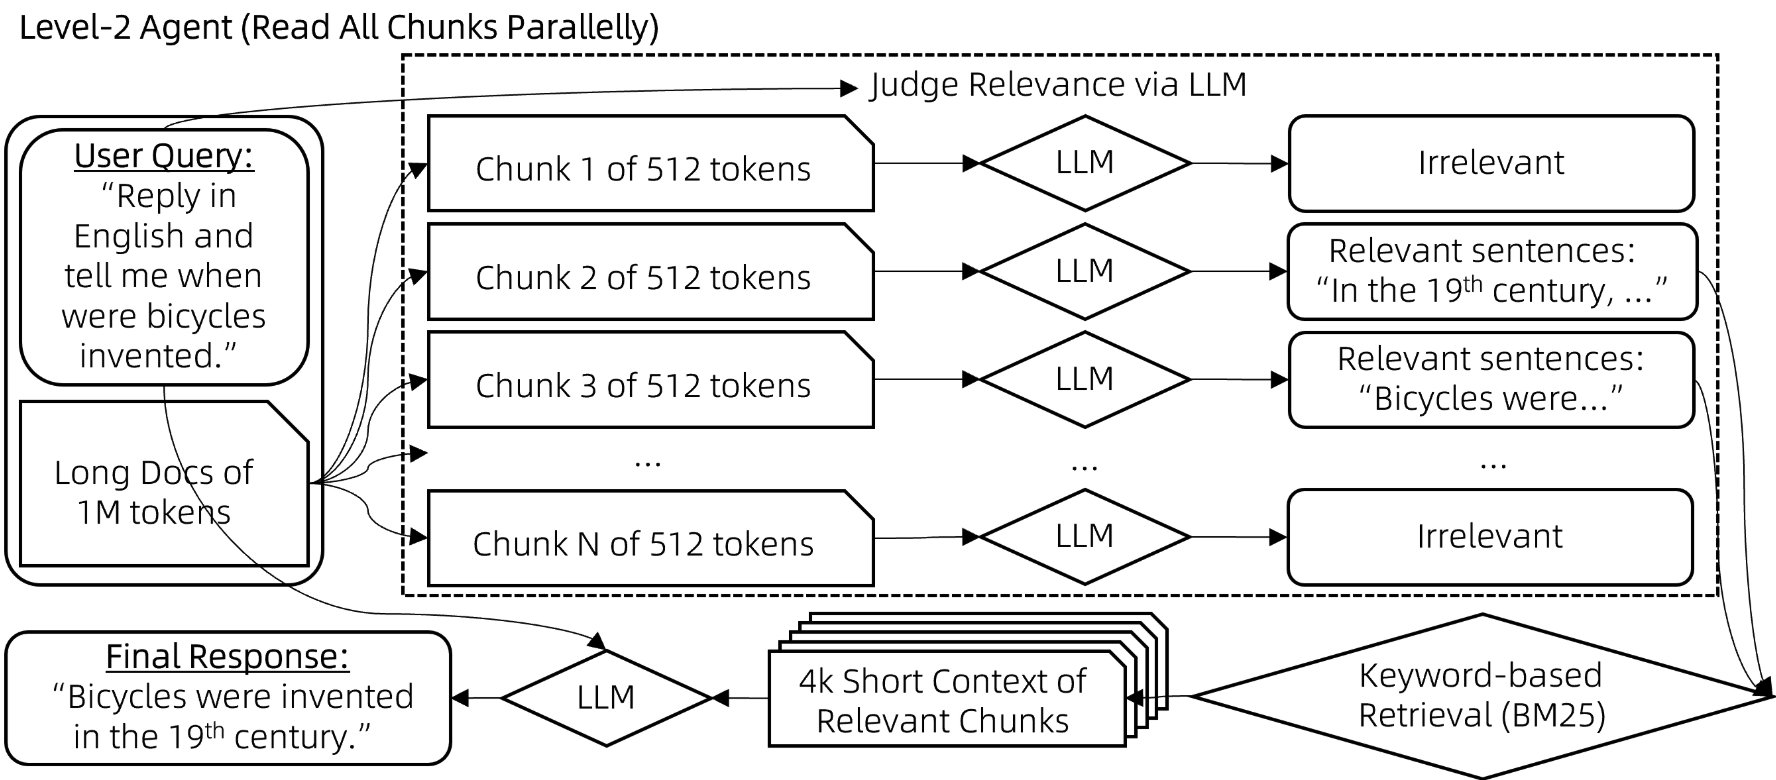 Level-2 Agent (Read All Chunks Parallelly)
Judge Relevance via LLM
User Query:
“Reply in
English and
tell me when
were bicycles
invented.”
Long Docs of
1M tokens
Chunk 1 of 512 tokens
LLM
Irrelevant
Chunk 2 of 512 tokens
LLM
Relevant sentences:
“In the 19th century, ...”
Chunk 3 of 512 tokens
LLM
Relevant sentences:
“Bicycles were...”
...
...
...
Chunk N of 512 tokens
LLM
Irrelevant
Keyword-based
Retrieval (BM25)
4k Short Context of
Relevant Chunks
LLM
Final Response:
“Bicycles were invented
in the 19th century.”